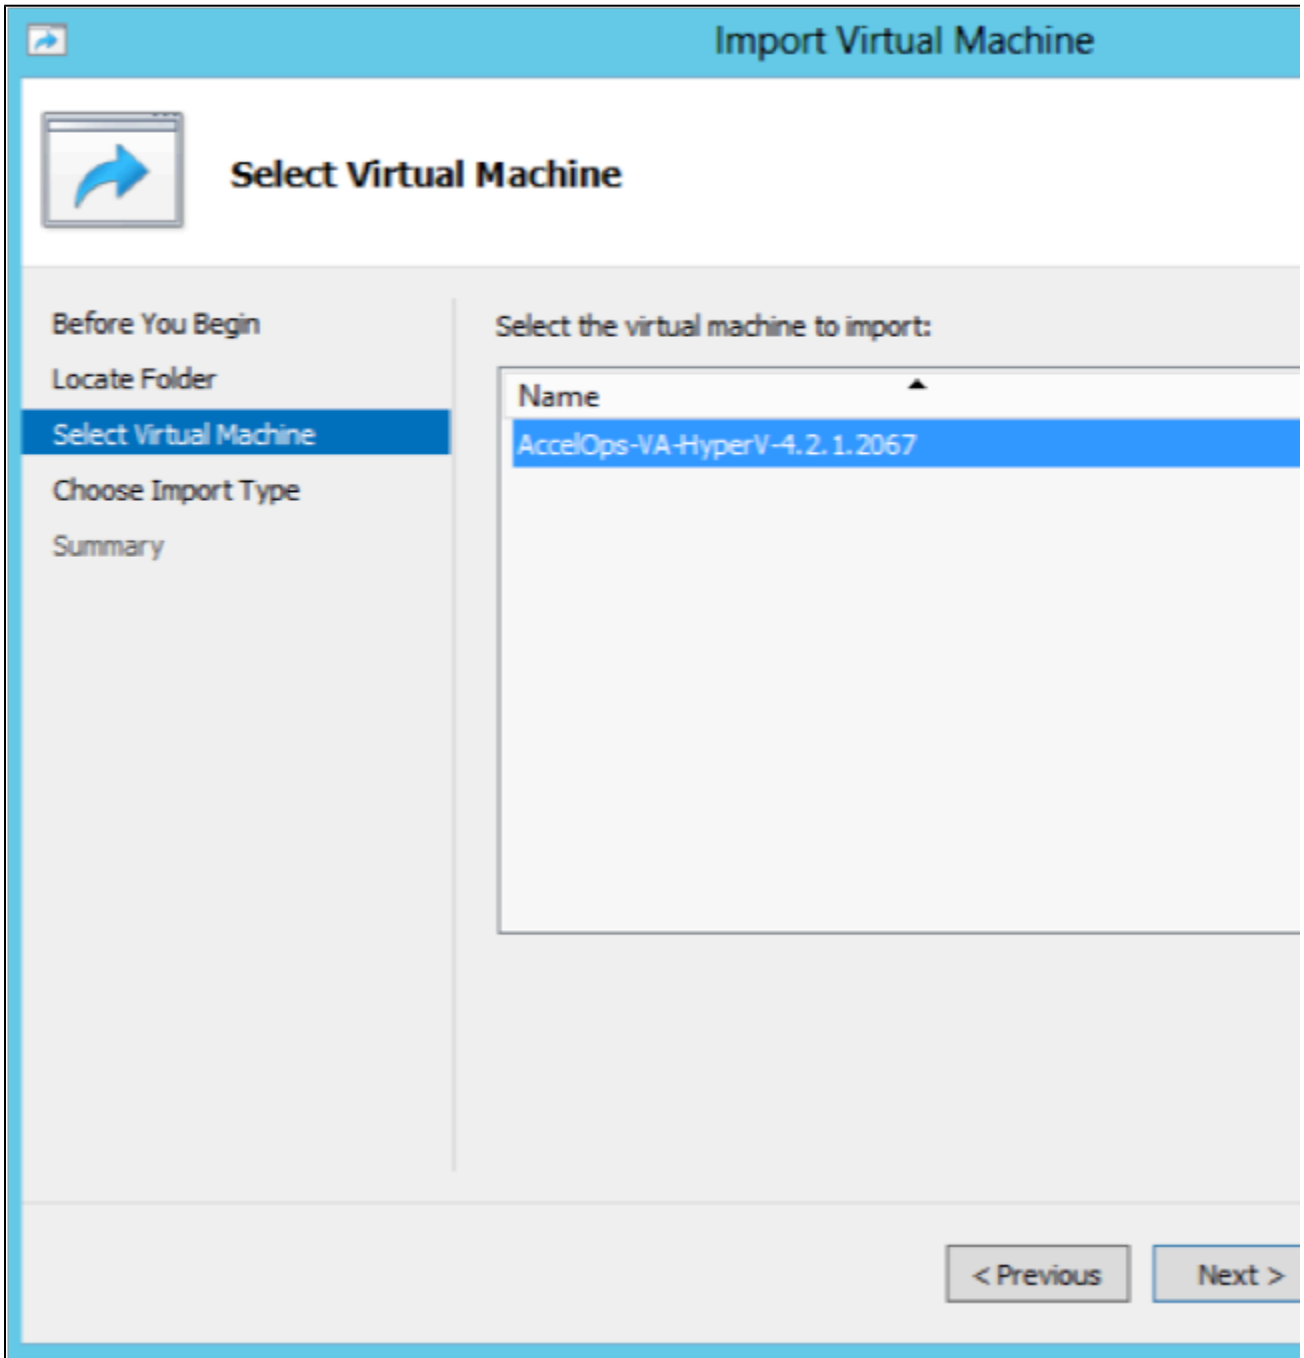 Import Virtual Machine
Select Virtual Machine
Before You Begin
Locate Folder
Select Virtual Machine
Choose Import Type
Summary
Select the virtual machine to import:
Name
AccelOps-VA-HyperV-4.2.1.2067
< Previous
Next >